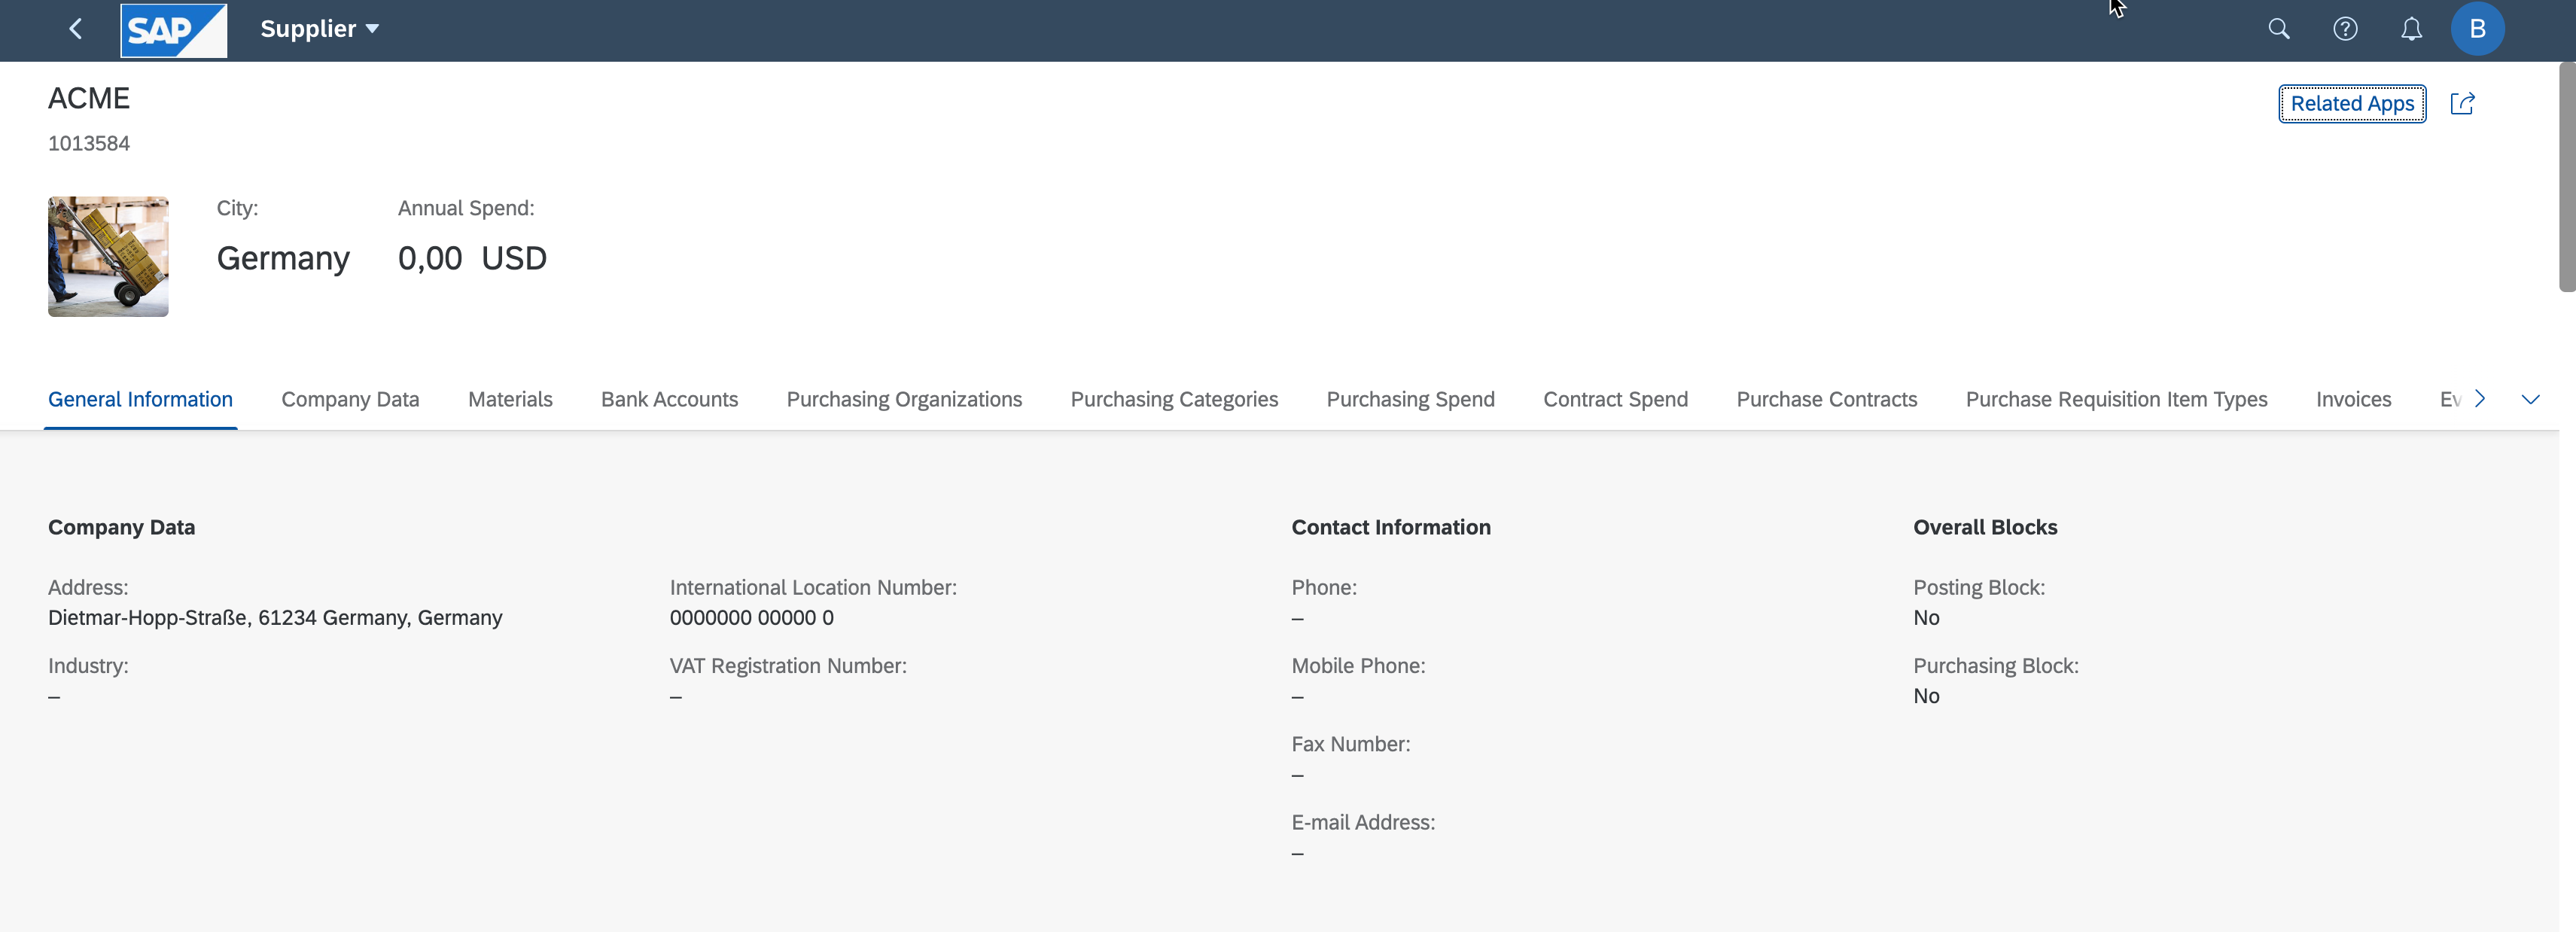 SAP Supplier B
ACME Related Apps
1013584
City: Annual Spend:
Germany 0,00 USD
General Information Company Data Materials Bank Accounts Purchasing Organizations Purchasing Categories Purchasing Spend Contract Spend Purchase Contracts Purchase Requisition Item Types Invoices Ev
Company Data
Address:
Dietmar-Hopp-Straße, 61234 Germany, Germany
Industry:
–
International Location Number:
0000000 00000 0
VAT Registration Number:
–
Contact Information
Phone:
–
Mobile Phone:
–
Fax Number:
–
E-mail Address:
–
Overall Blocks
Posting Block:
No
Purchasing Block:
No